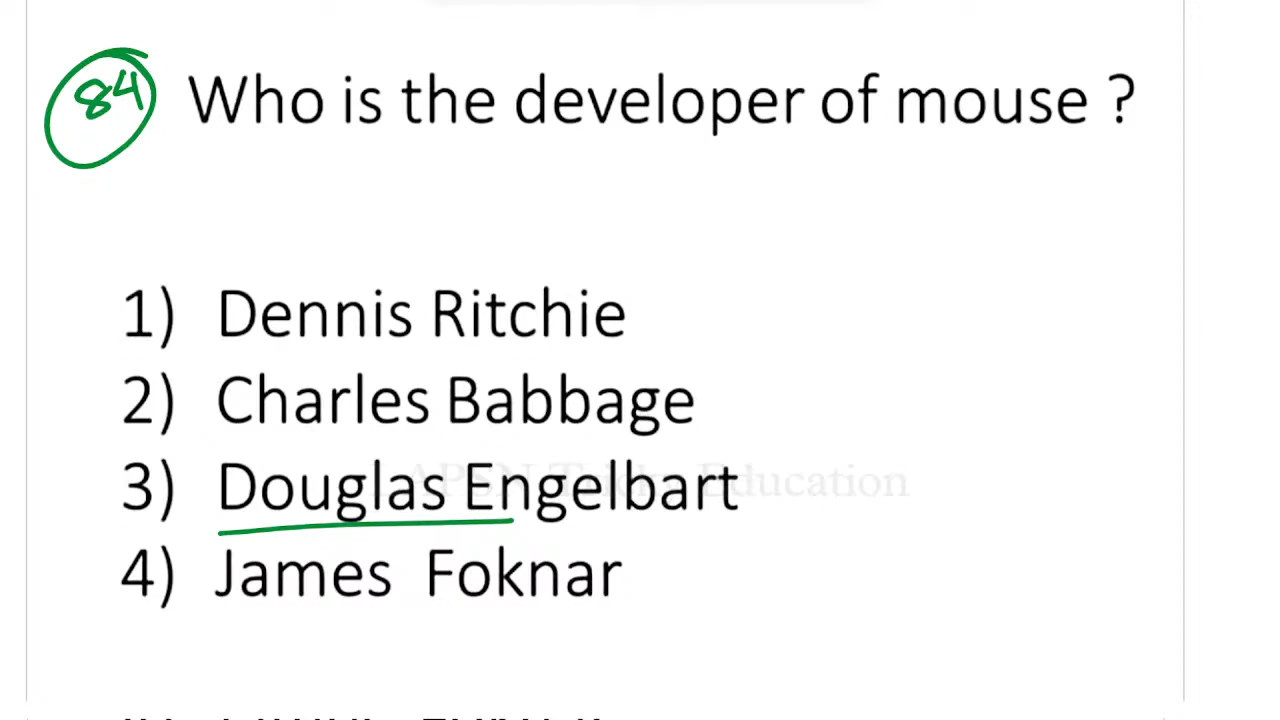 84 Who is the developer of mouse ?
1) Dennis Ritchie
2) Charles Babbage
3) Douglas Engelbart
4) James Foknar